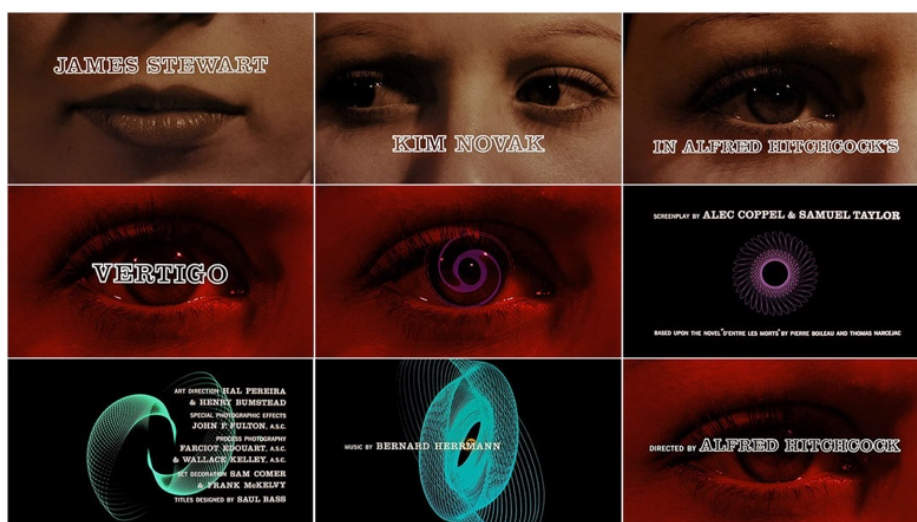 JAMES STEWART
KIM NOVAK
IN ALFRED HITCHCOCK'S
VERTIGO
SCREENPLAY BY ALEC COPPEL & SAMUEL TAYLOR
BASED UPON THE NOVEL "D'ENTRE LES MORTS" BY PIERRE BOILEAU AND THOMAS NARCEJAC
ART DIRECTION HAL PEREIRA
& HENRY BUMSTEAD
SPECIAL PHOTOGRAPHIC EFFECTS
JOHN P. FULTON, A.S.C.
PROCESS PHOTOGRAPHY
FARCIOT EDOUART, A.S.C.
& WALLACE KELLEY, A.S.C.
SET DECORATION SAM COMER
& FRANK McKELVY
TITLES DESIGNED BY SAUL BASS
MUSIC BY BERNARD HERRMANN
DIRECTED BY ALFRED HITCHCOCK